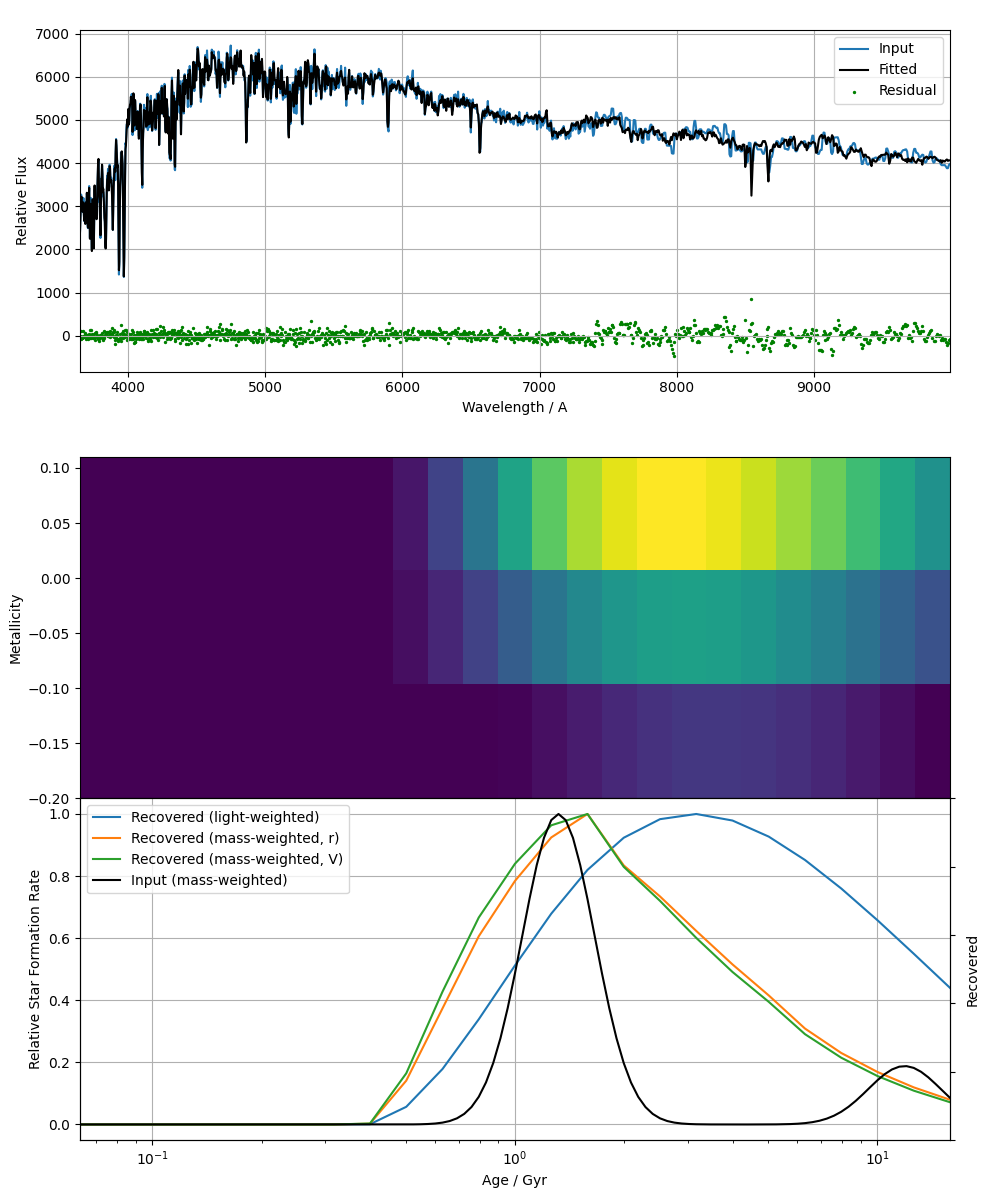 7000
6000
5000
4000
3000
2000
1000
0
Relative Flux
Input
Fitted
Residual
4000
5000
6000
7000
8000
9000
Wavelength / A
0.10
0.05
0.00
−0.05
−0.10
−0.15
−0.20
Metallicity
1.0
0.8
0.6
0.4
0.2
0.0
Relative Star Formation Rate
Recovered (light-weighted)
Recovered (mass-weighted, r)
Recovered (mass-weighted, V)
Input (mass-weighted)
Recovered
10⁻¹
10⁰
10¹
Age / Gyr